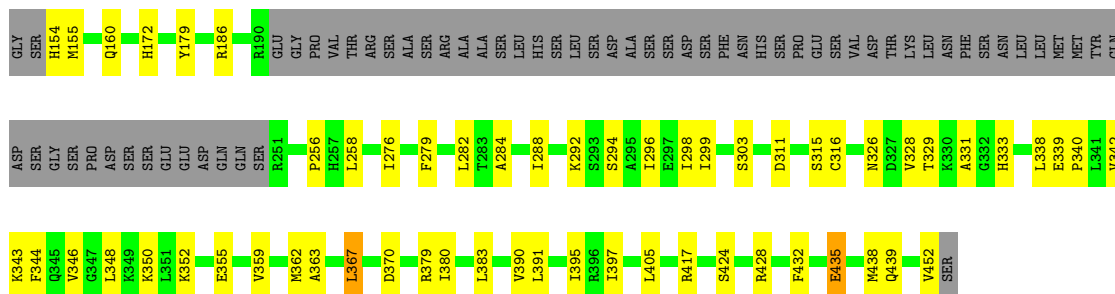 GLY SER H154 M155 Q160 H172 Y179 R186 R190 GLU GLY PRO VAL THR ARG SER ALA SER ARG ALA ALA SER LEU HIS SER LEU SER ASP ALA SER SER ASP SER PHE ASN HIS SER PRO GLU SER VAL ASP THR LYS LEU ASN PHE SER ASN LEU LEU MET MET TYR GLN
ASP SER GLY SER PRO ASP SER SER GLU GLU ASP GLN GLN SER R251 P256 H257 L258 I276 F279 L282 T283 A284 I288 K292 S293 S294 A295 I296 E297 I298 I299 S303 D311 S315 C316 N326 D327 V328 T329 K330 A331 G332 H333 L338 E339 P340 L341 V342
K343 F344 Q345 V346 G347 L348 K349 K350 L351 K352 E355 V359 M362 A363 L367 D370 R379 I380 L383 V390 L391 I395 R396 I397 L405 R417 S424 R428 F432 E435 M438 Q439 V452 SER